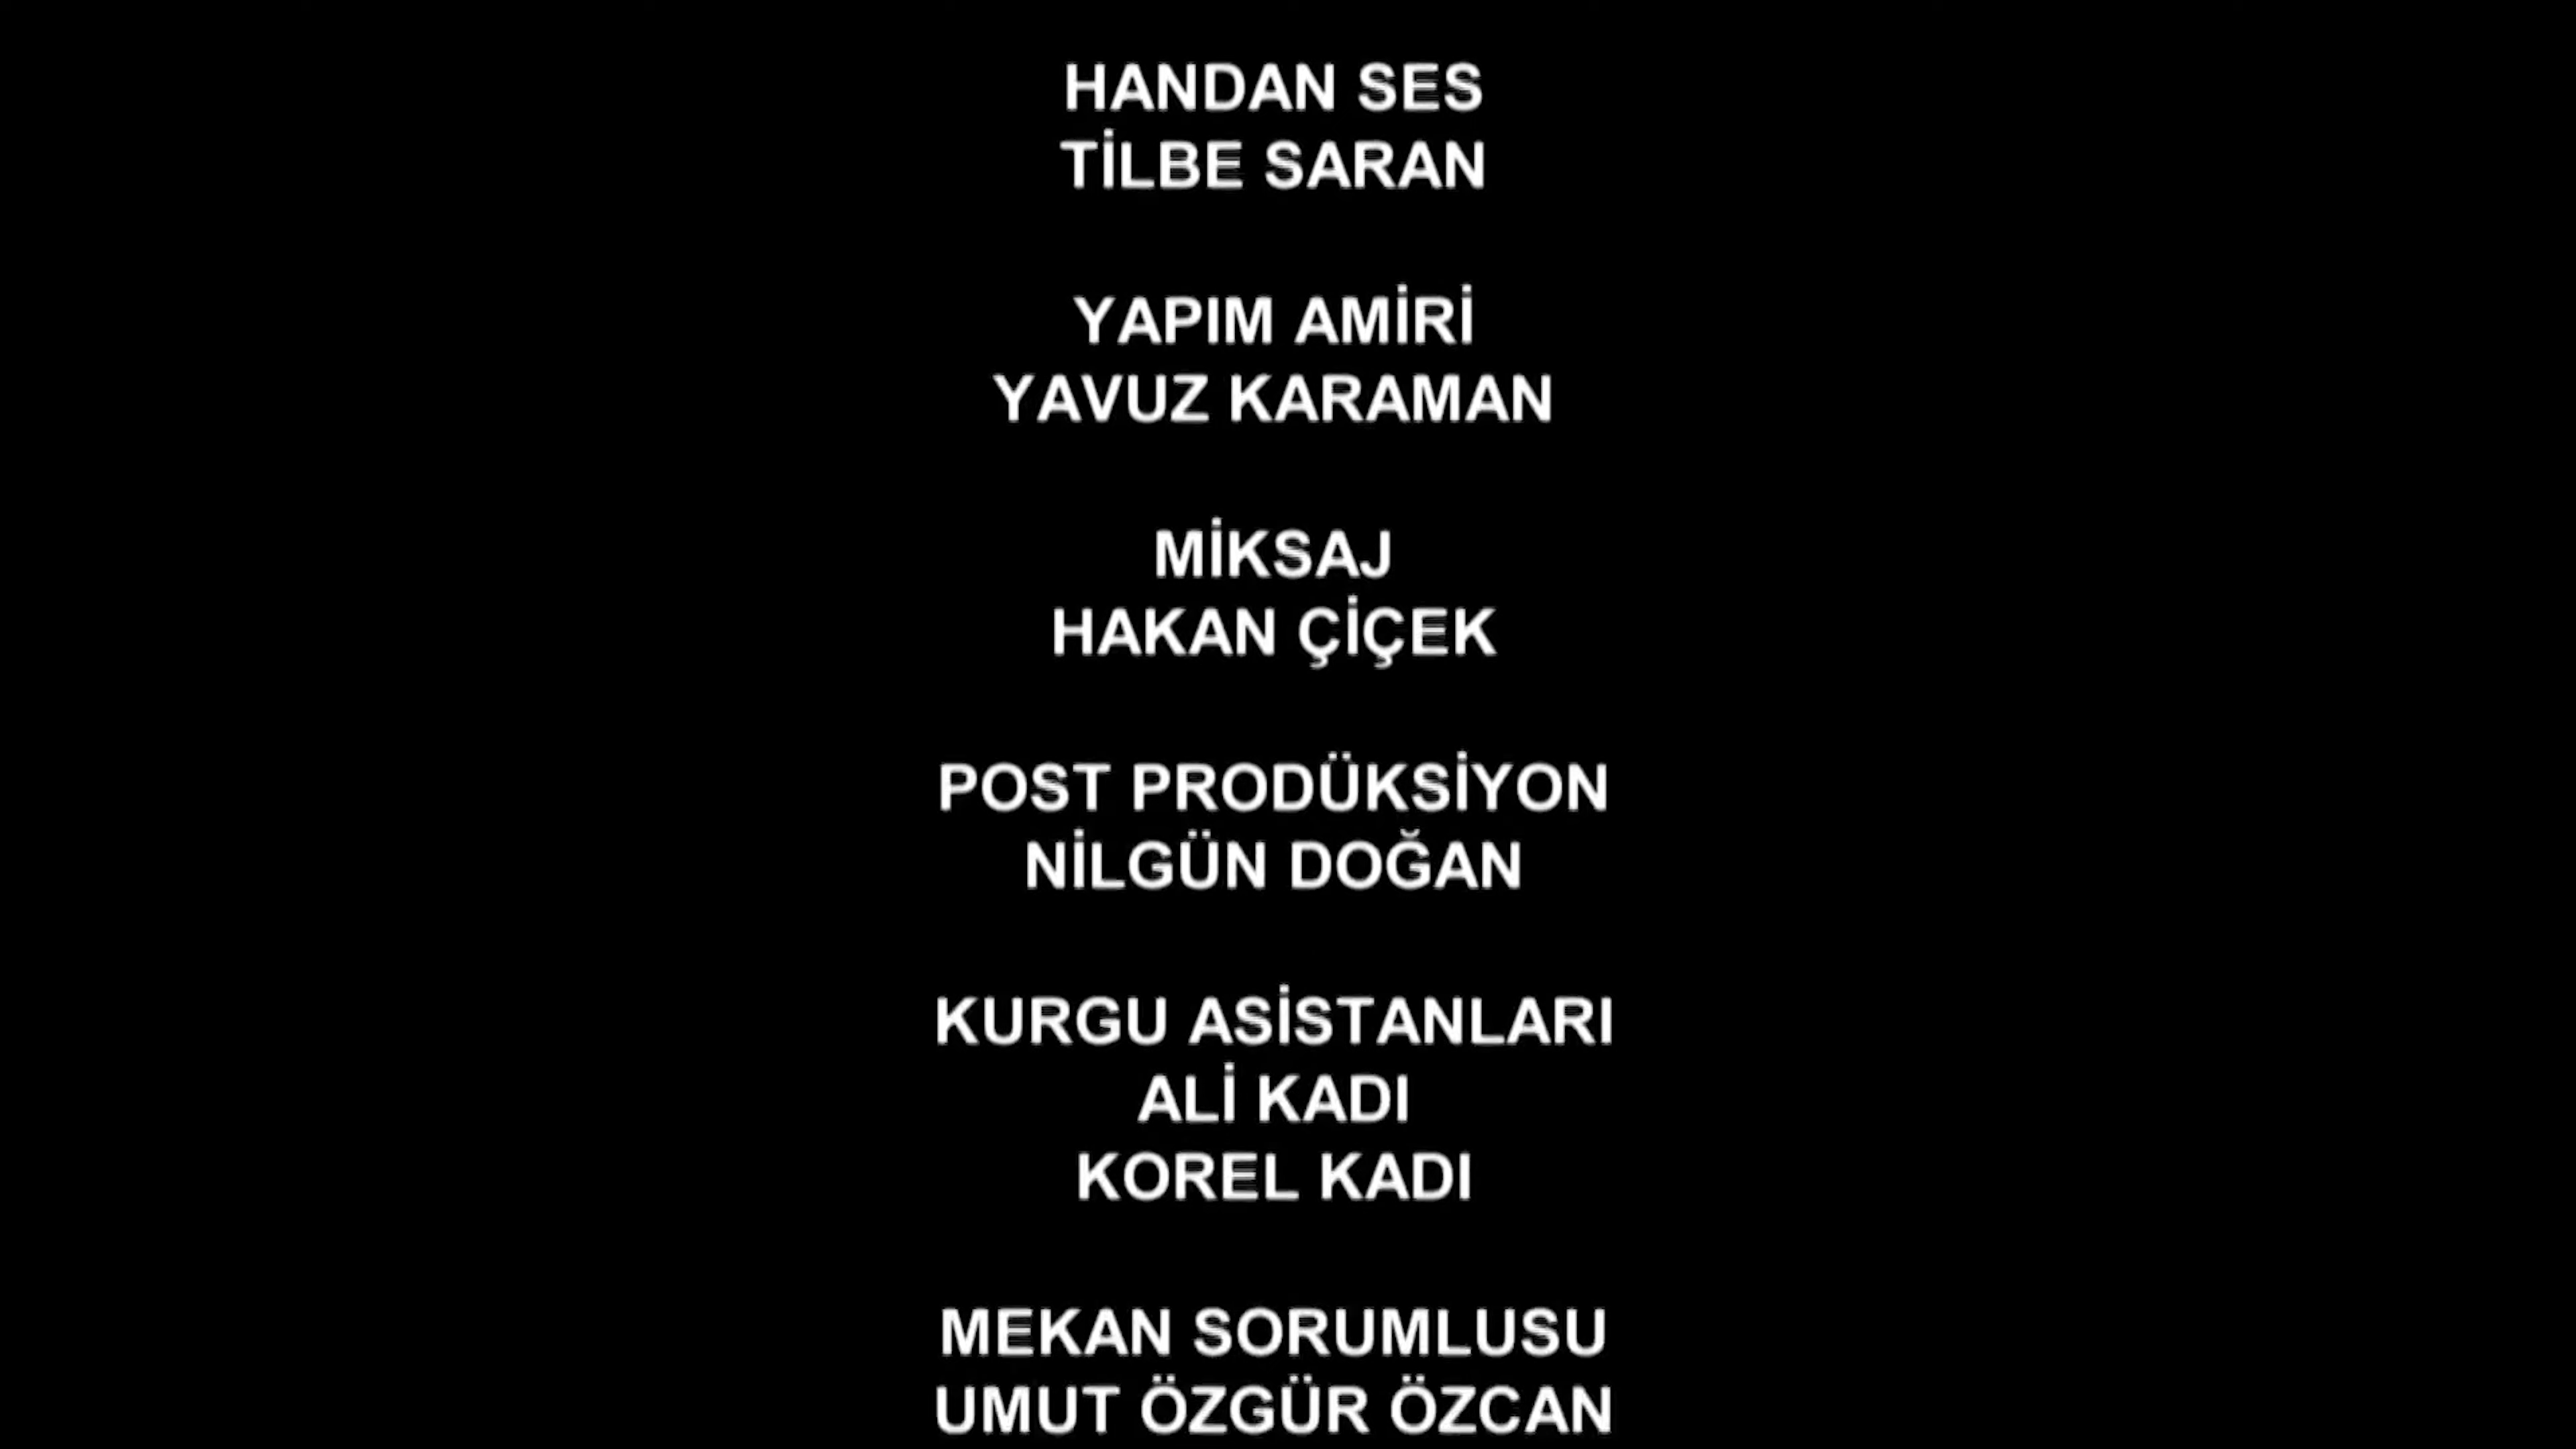 HANDAN SES
TİLBE SARAN
YAPIM AMİRİ
YAVUZ KARAMAN
MİKSAJ
HAKAN ÇİÇEK
POST PRODÜKSİYON
NİLGÜN DOĞAN
KURGU ASİSTANLARI
ALİ KADI
KOREL KADI
MEKAN SORUMLUSU
UMUT ÖZGÜR ÖZCAN